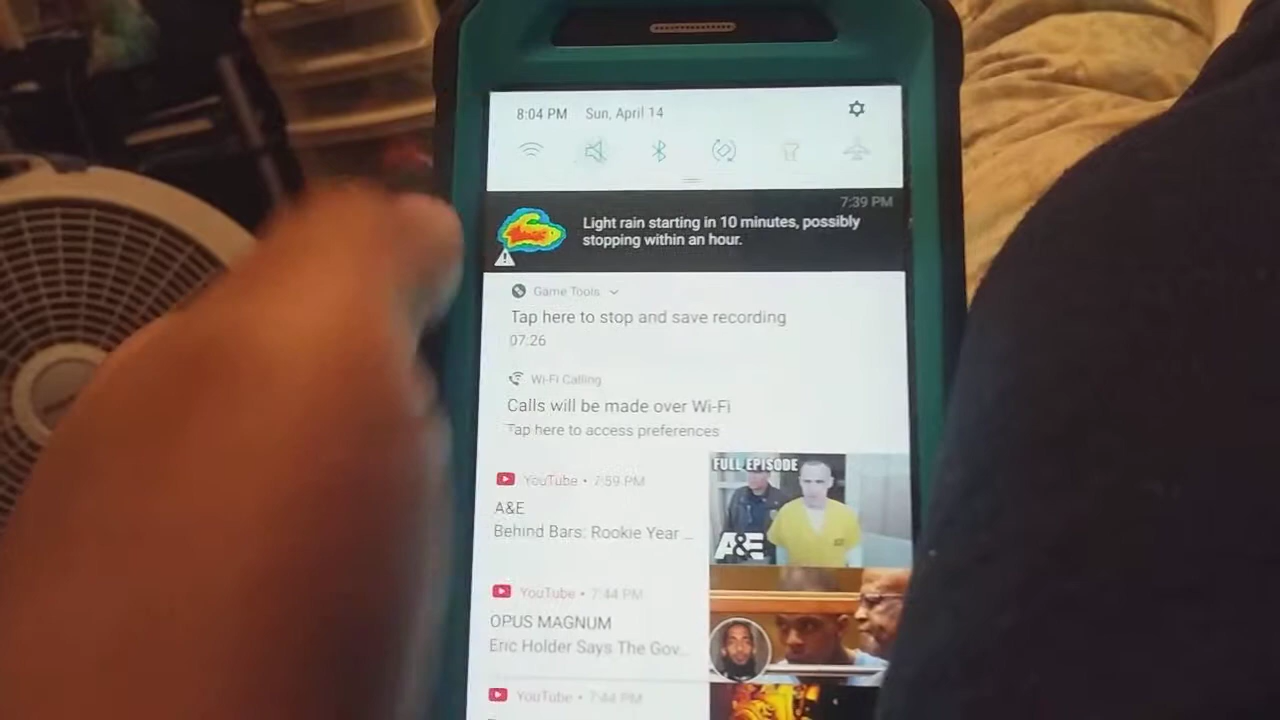 8:04 PM Sun, April 14
7:39 PM
Light rain starting in 10 minutes, possibly
stopping within an hour.
Game Tools
Tap here to stop and save recording
07:26
Wi-Fi Calling
Calls will be made over Wi-Fi
Tap here to access preferences
YouTube • 7:59 PM
A&E
Behind Bars: Rookie Year ...
FULL EPISODE
A&E
YouTube • 7:44 PM
OPUS MAGNUM
Eric Holder Says The Gov...
YouTube • 7:44 PM